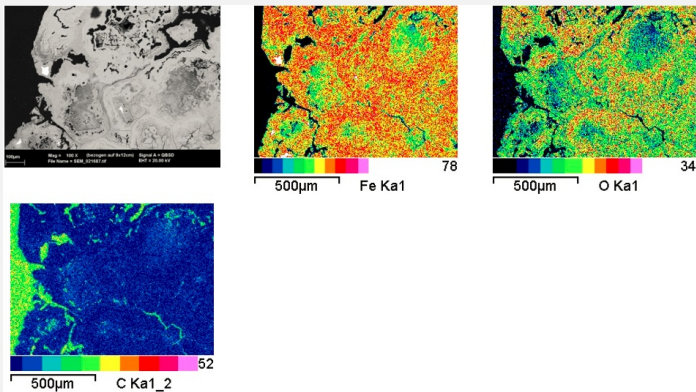 100µm
Mag = 100 X (bezogen auf 9x12cm) Signal A = QBSD
EHT = 20.00 kV
File Name = SEM_021687.tif
78
500µm Fe Ka1
34
500µm O Ka1
52
500µm C Ka1_2